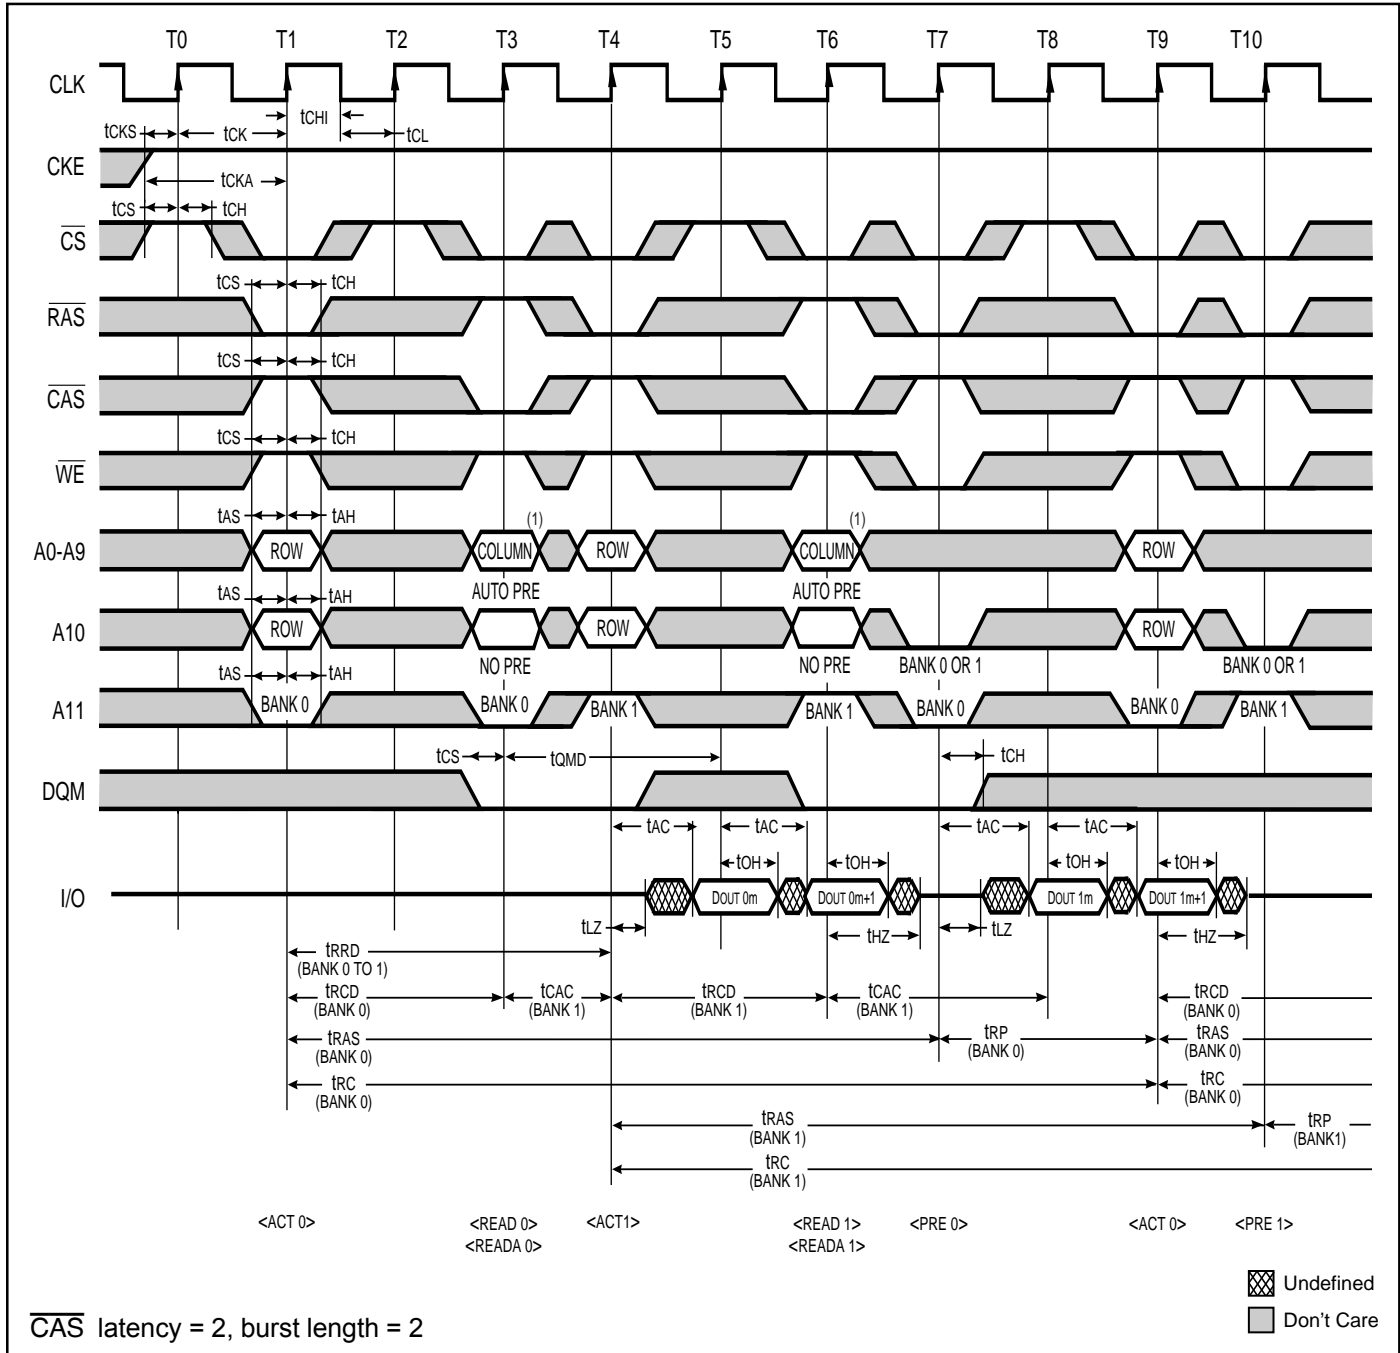 T0 T1 T2 T3 T4 T5 T6 T7 T8 T9 T10
CLK
tCHI
tCKS tCK tCL
CKE
tCKA
tCS tCH
CS
tCS tCH
RAS
tCS tCH
CAS
tCS tCH
WE
tAS tAH (1) (1)
A0-A9 ROW COLUMN ROW COLUMN ROW
AUTO PRE AUTO PRE
tAS tAH
A10 ROW ROW ROW
NO PRE NO PRE BANK 0 OR 1 BANK 0 OR 1
tAS tAH
A11 BANK 0 BANK 0 BANK 1 BANK 1 BANK 0 BANK 0 BANK 1
tCS tQMD tCH
DQM
tAC tAC tAC tAC
tOH tOH tOH tOH
I/O DOUT 0m DOUT 0m+1 DOUT 1m DOUT 1m+1
tLZ tHZ tLZ tHZ
tRRD
(BANK 0 TO 1)
tRCD tCAC tRCD tCAC tRCD
(BANK 0) (BANK 1) (BANK 1) (BANK 1) (BANK 0)
tRAS tRP tRAS
(BANK 0) (BANK 0) (BANK 0)
tRC tRC
(BANK 0) (BANK 0)
tRAS tRP
(BANK 1) (BANK1)
tRC
(BANK 1)
<ACT 0> <READ 0> <ACT1> <READ 1> <PRE 0> <ACT 0> <PRE 1>
<READA 0> <READA 1>
Undefined
Don't Care
CAS latency = 2, burst length = 2